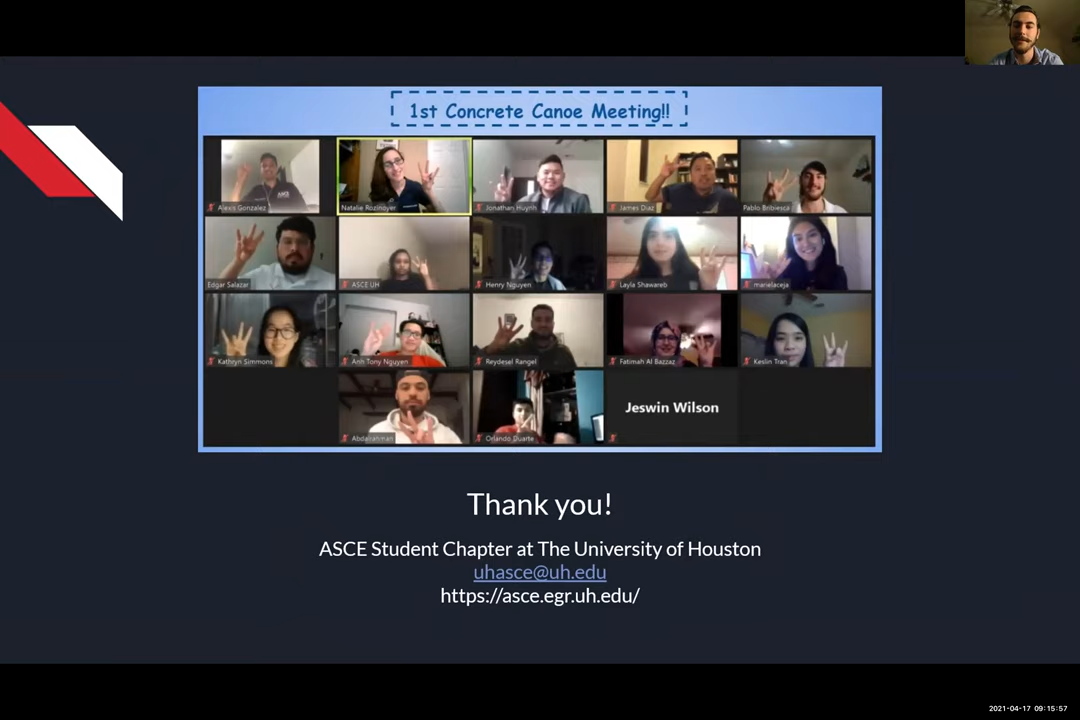 1st Concrete Canoe Meeting!!
Alexis Gonzalez
Natalie Rozinoyer
Jonathan Huynh
James Diaz
Pablo Bribiesca
Edgar Salazar
ASCE UH
Henry Nguyen
Layla Shawareb
marielaceja
Kathryn Simmons
Anh Tony Nguyen
Reydesel Rangel
Fatimah Al Bazzaz
Keslin Tran
Abdalrahman
Orlando Duarte
Jeswin Wilson
Thank you!
ASCE Student Chapter at The University of Houston
uhasce@uh.edu
https://asce.egr.uh.edu/
2021-04-17 09:15:57